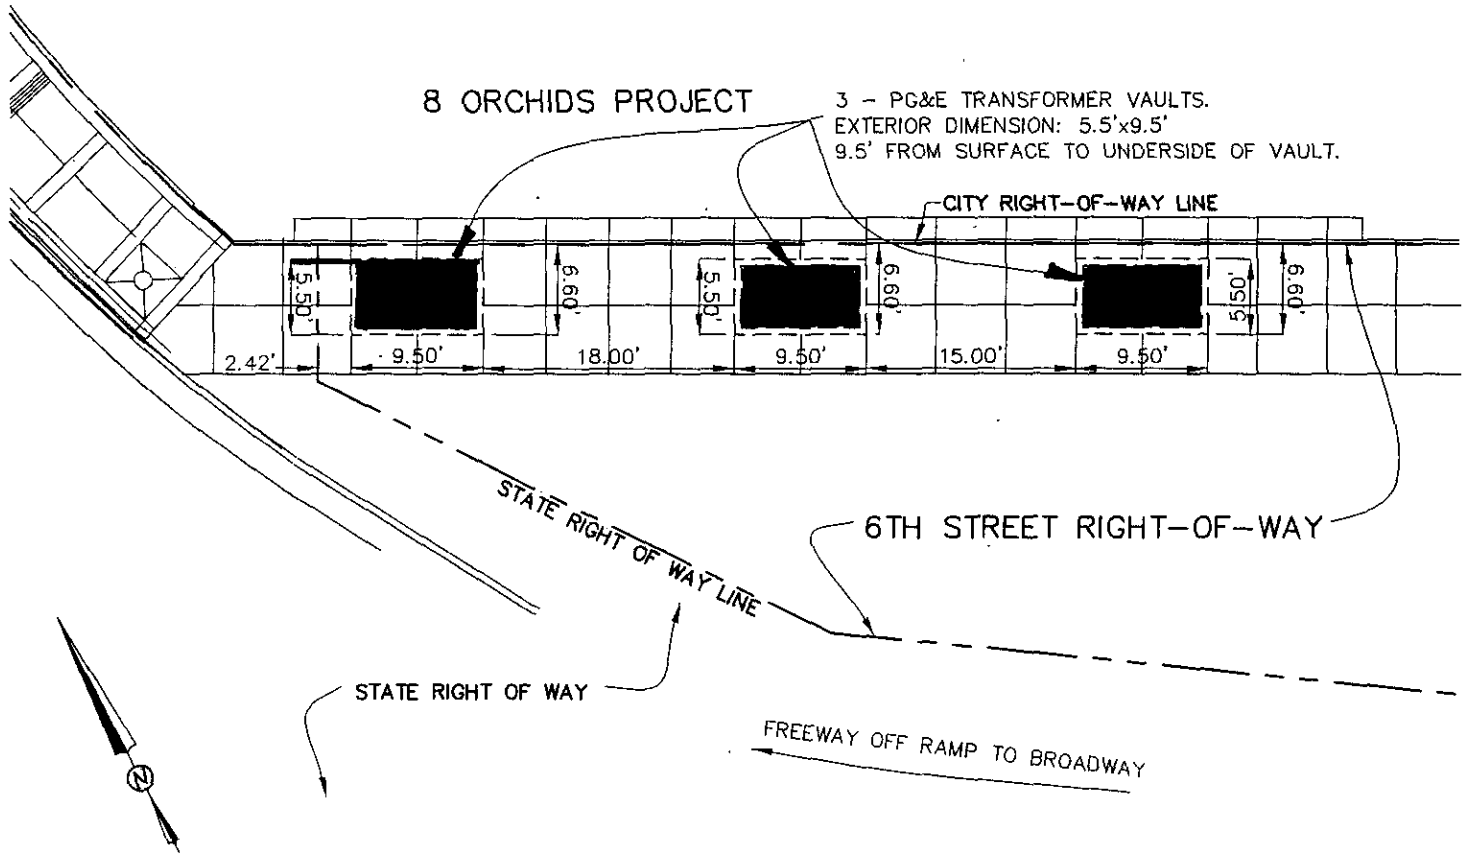 8 ORCHIDS PROJECT
3 - PG&E TRANSFORMER VAULTS.
EXTERIOR DIMENSION: 5.5'x9.5'
9.5' FROM SURFACE TO UNDERSIDE OF VAULT.
CITY RIGHT-OF-WAY LINE
5.50'
6.60'
5.50'
6.60'
5.50'
6.60'
2.42'
9.50'
18.00'
9.50'
15.00'
9.50'
STATE RIGHT OF WAY LINE
6TH STREET RIGHT-OF-WAY
STATE RIGHT OF WAY
FREEWAY OFF RAMP TO BROADWAY
N